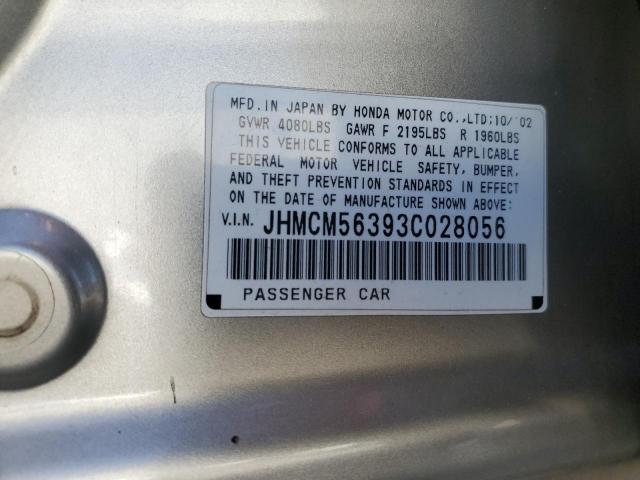 MFD.IN JAPAN BY HONDA MOTOR CO.,LTD:10/'02
GVWR 4080LBS GAWR F 2195LBS R 1960LBS
THIS VEHICLE CONFORMS TO ALL APPLICABLE
FEDERAL MOTOR VEHICLE SAFETY, BUMPER,
AND THEFT PREVENTION STANDARDS IN EFFECT
ON THE DATE OF MANUFACTURE SHOWN ABOVE:
V.I.N. JHMCM56393C028056
PASSENGER CAR